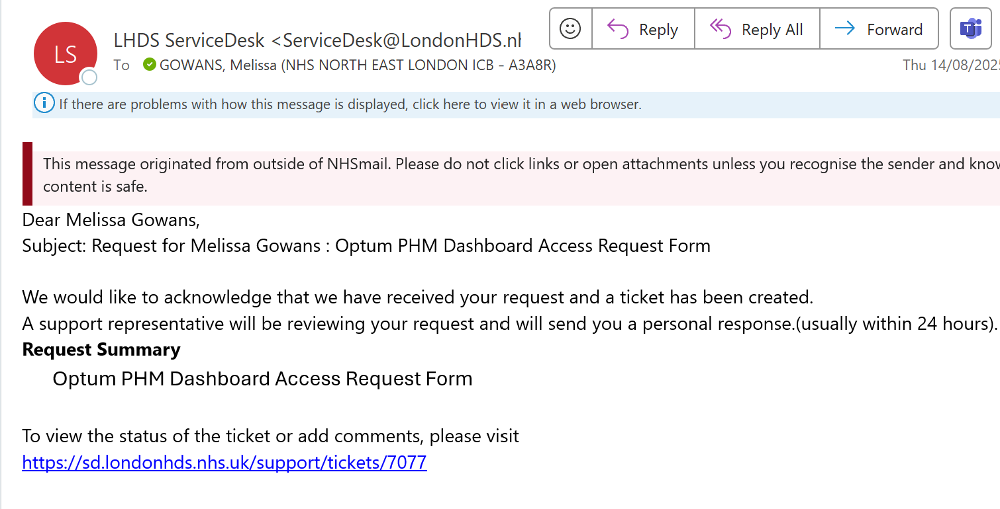 LS
LHDS ServiceDesk <ServiceDesk@LondonHDS.nh
Reply
Reply All
Forward
T
To GOWANS, Melissa (NHS NORTH EAST LONDON ICB - A3A8R)
Thu 14/08/2025
If there are problems with how this message is displayed, click here to view it in a web browser.
This message originated from outside of NHSmail. Please do not click links or open attachments unless you recognise the sender and know
content is safe.
Dear Melissa Gowans,
Subject: Request for Melissa Gowans : Optum PHM Dashboard Access Request Form
We would like to acknowledge that we have received your request and a ticket has been created.
A support representative will be reviewing your request and will send you a personal response.(usually within 24 hours).
Request Summary
Optum PHM Dashboard Access Request Form
To view the status of the ticket or add comments, please visit
https://sd.londonhds.nhs.uk/support/tickets/7077